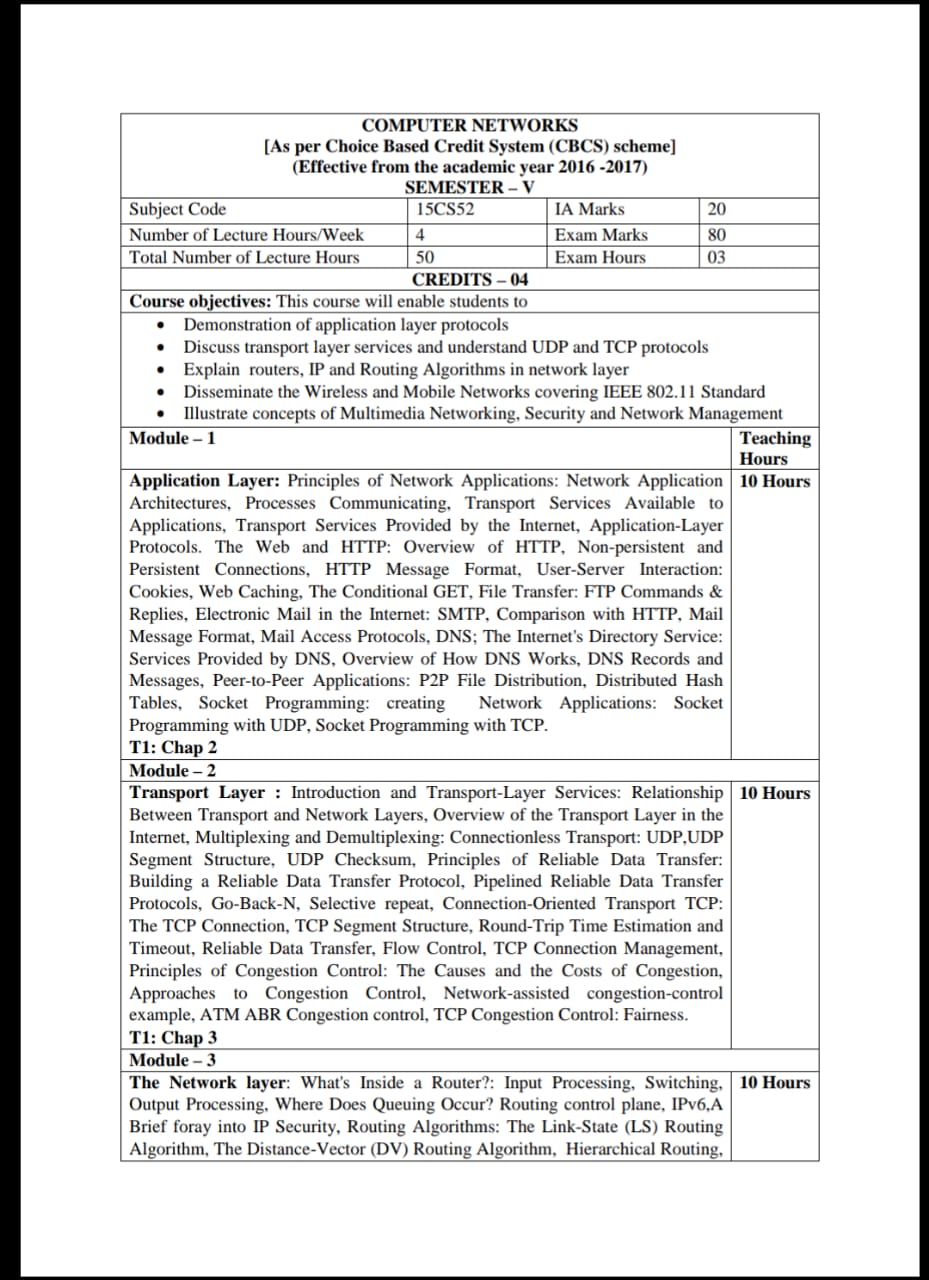 COMPUTER NETWORKS
[As per Choice Based Credit System (CBCS) scheme]
(Effective from the academic year 2016 -2017)
SEMESTER – V
Subject Code 15CS52 IA Marks 20
Number of Lecture Hours/Week 4 Exam Marks 80
Total Number of Lecture Hours 50 Exam Hours 03
CREDITS – 04
Course objectives: This course will enable students to
• Demonstration of application layer protocols
• Discuss transport layer services and understand UDP and TCP protocols
• Explain routers, IP and Routing Algorithms in network layer
• Disseminate the Wireless and Mobile Networks covering IEEE 802.11 Standard
• Illustrate concepts of Multimedia Networking, Security and Network Management
Module – 1 Teaching
Hours
Application Layer: Principles of Network Applications: Network Application 10 Hours
Architectures, Processes Communicating, Transport Services Available to
Applications, Transport Services Provided by the Internet, Application-Layer
Protocols. The Web and HTTP: Overview of HTTP, Non-persistent and
Persistent Connections, HTTP Message Format, User-Server Interaction:
Cookies, Web Caching, The Conditional GET, File Transfer: FTP Commands &
Replies, Electronic Mail in the Internet: SMTP, Comparison with HTTP, Mail
Message Format, Mail Access Protocols, DNS; The Internet's Directory Service:
Services Provided by DNS, Overview of How DNS Works, DNS Records and
Messages, Peer-to-Peer Applications: P2P File Distribution, Distributed Hash
Tables, Socket Programming: creating Network Applications: Socket
Programming with UDP, Socket Programming with TCP.
T1: Chap 2
Module – 2
Transport Layer : Introduction and Transport-Layer Services: Relationship 10 Hours
Between Transport and Network Layers, Overview of the Transport Layer in the
Internet, Multiplexing and Demultiplexing: Connectionless Transport: UDP,UDP
Segment Structure, UDP Checksum, Principles of Reliable Data Transfer:
Building a Reliable Data Transfer Protocol, Pipelined Reliable Data Transfer
Protocols, Go-Back-N, Selective repeat, Connection-Oriented Transport TCP:
The TCP Connection, TCP Segment Structure, Round-Trip Time Estimation and
Timeout, Reliable Data Transfer, Flow Control, TCP Connection Management,
Principles of Congestion Control: The Causes and the Costs of Congestion,
Approaches to Congestion Control, Network-assisted congestion-control
example, ATM ABR Congestion control, TCP Congestion Control: Fairness.
T1: Chap 3
Module – 3
The Network layer: What's Inside a Router?: Input Processing, Switching, 10 Hours
Output Processing, Where Does Queuing Occur? Routing control plane, IPv6,A
Brief foray into IP Security, Routing Algorithms: The Link-State (LS) Routing
Algorithm, The Distance-Vector (DV) Routing Algorithm, Hierarchical Routing,